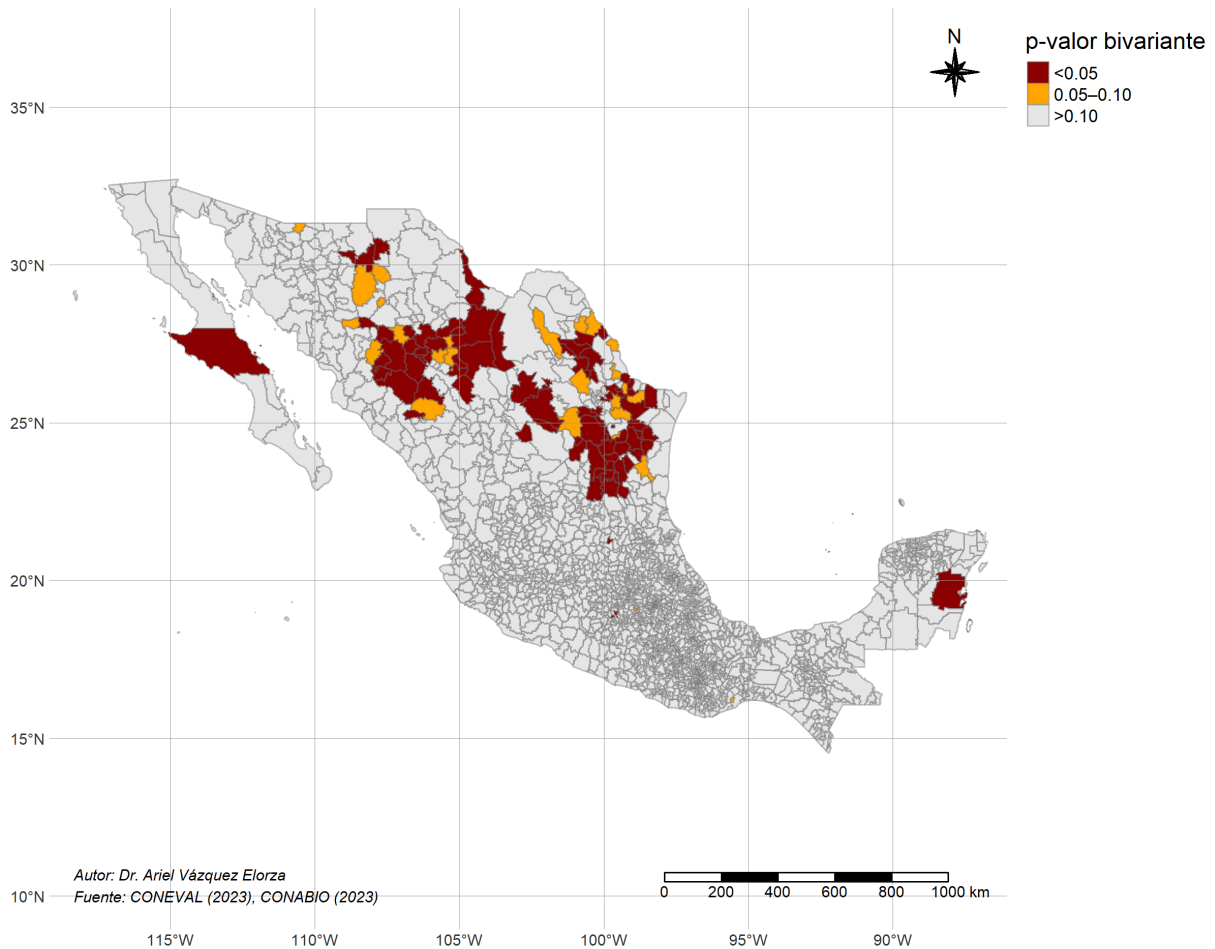 N
p-valor bivariante
<0.05
0.05–0.10
>0.10
35°N
30°N
25°N
20°N
15°N
10°N
Autor: Dr. Ariel Vázquez Elorza
Fuente: CONEVAL (2023), CONABIO (2023)
0 200 400 600 800 1000 km
115°W 110°W 105°W 100°W 95°W 90°W